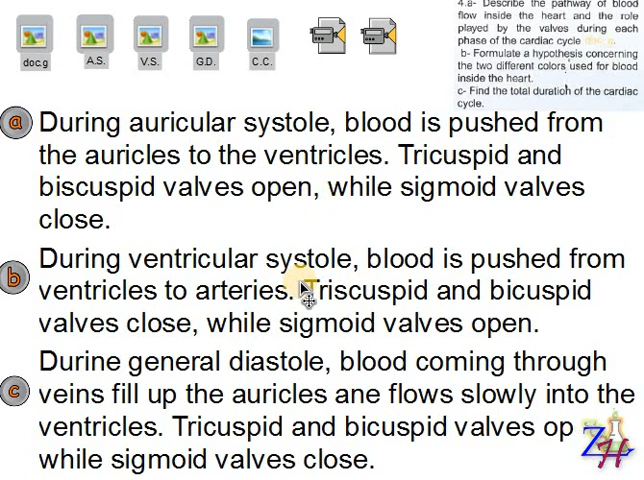 4.a- Describe the pathway of blood
flow inside the heart and the role
played by the valves during each
phase of the cardiac cycle doc. g.
b- Formulate a hypothesis concerning
the two different colors used for blood
inside the heart.
c- Find the total duration of the cardiac
cycle.
doc.g
A.S.
V.S.
G.D.
C.C.
a
During auricular systole, blood is pushed from
the auricles to the ventricles. Tricuspid and
biscuspid valves open, while sigmoid valves
close.
b
During ventricular systole, blood is pushed from
ventricles to arteries. Triscuspid and bicuspid
valves close, while sigmoid valves open.
c
Durine general diastole, blood coming through
veins fill up the auricles ane flows slowly into the
ventricles. Tricuspid and bicuspid valves op
while sigmoid valves close.
ZH